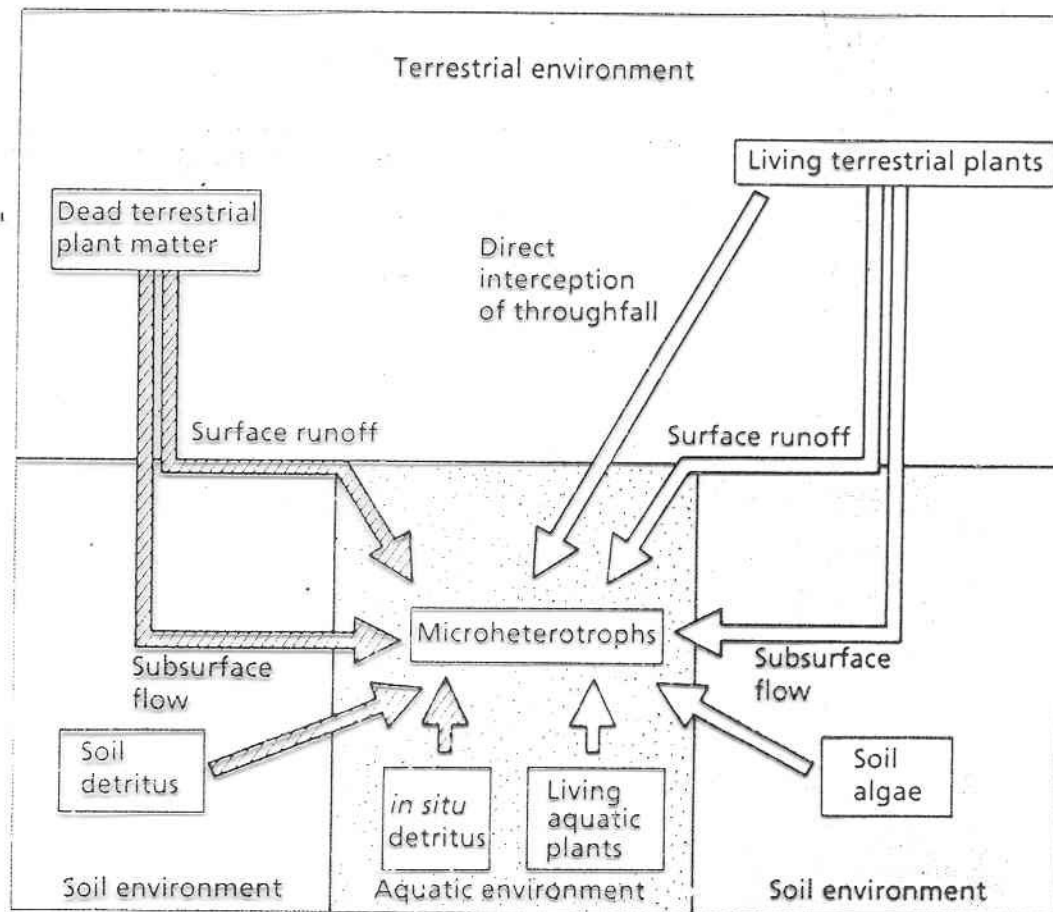 Terrestrial environment
Living terrestrial plants
Dead terrestrial
plant matter
Direct
interception
of throughfall
Surface runoff
Surface runoff
Microheterotrophs
Subsurface
flow
Subsurface
flow
Soil
detritus
in situ
detritus
Living
aquatic
plants
Soil
algae
Soil environment
Aquatic environment
Soil environment